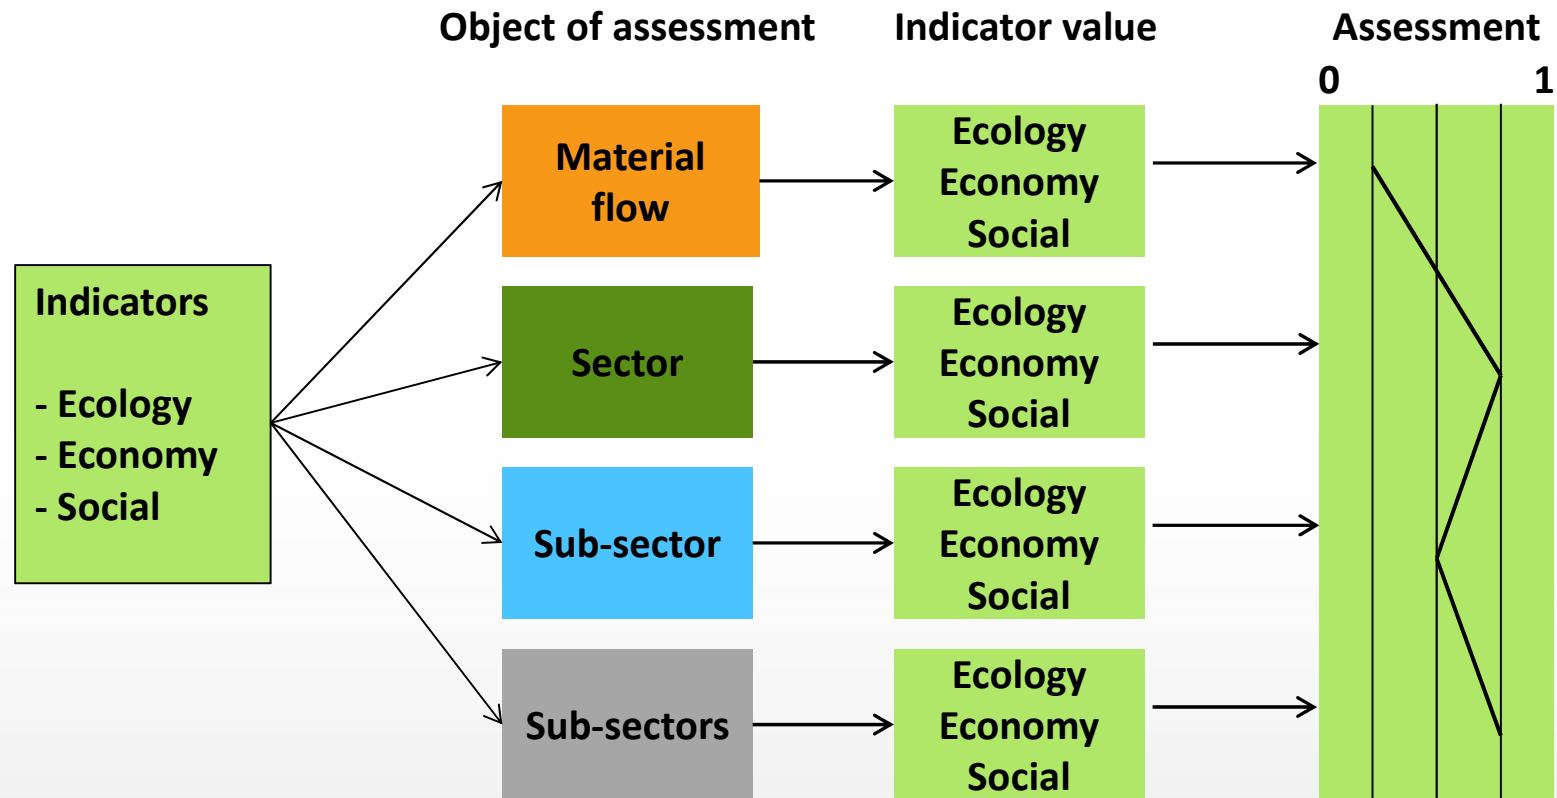 Object of assessment
Indicator value
Assessment
0
1
Indicators
- Ecology
- Economy
- Social
Material
flow
Ecology
Economy
Social
Sector
Ecology
Economy
Social
Sub-sector
Ecology
Economy
Social
Sub-sectors
Ecology
Economy
Social